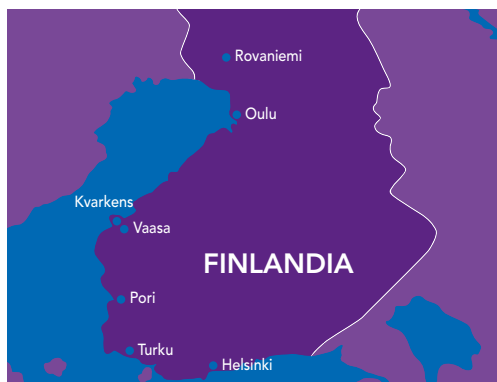 Rovaniemi
Oulu
Kvarkens
Vaasa
FINLANDIA
Pori
Turku
Helsinki